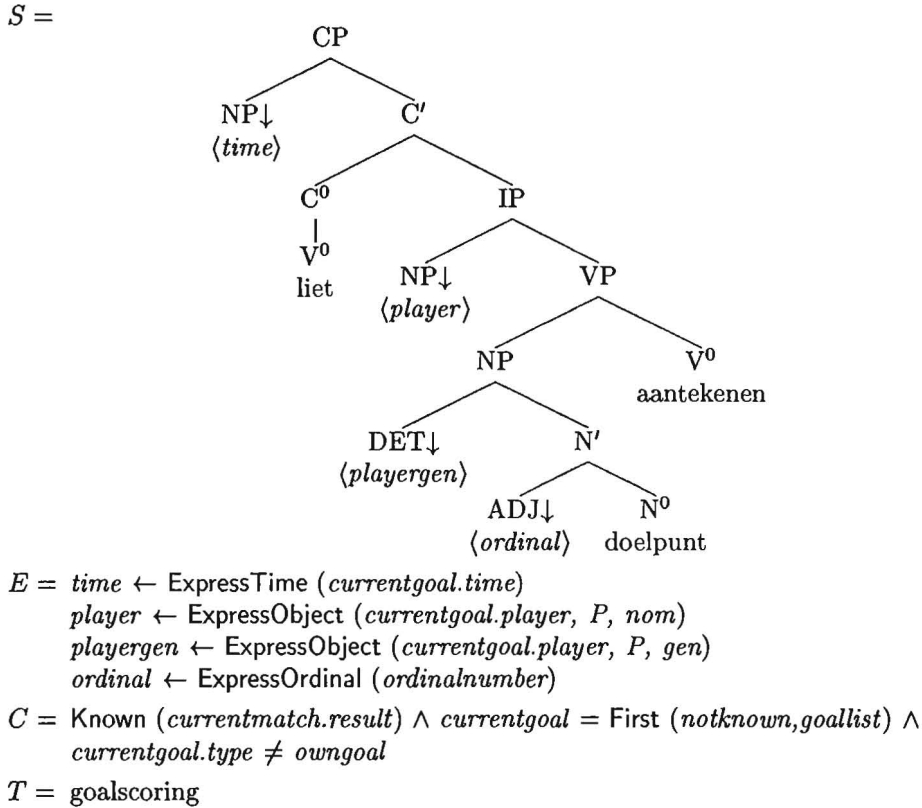 S =
CP
NP↓ C′
⟨time⟩
C⁰ IP
V⁰ NP↓ VP
liet ⟨player⟩
NP V⁰
aantekenen
DET↓ N′
⟨playergen⟩
ADJ↓ N⁰
⟨ordinal⟩ doelpunt
E = time ← ExpressTime (currentgoal.time)
player ← ExpressObject (currentgoal.player, P, nom)
playergen ← ExpressObject (currentgoal.player, P, gen)
ordinal ← ExpressOrdinal (ordinalnumber)
C = Known (currentmatch.result) ∧ currentgoal = First (notknown,goallist) ∧
currentgoal.type ≠ owngoal
T = goalscoring